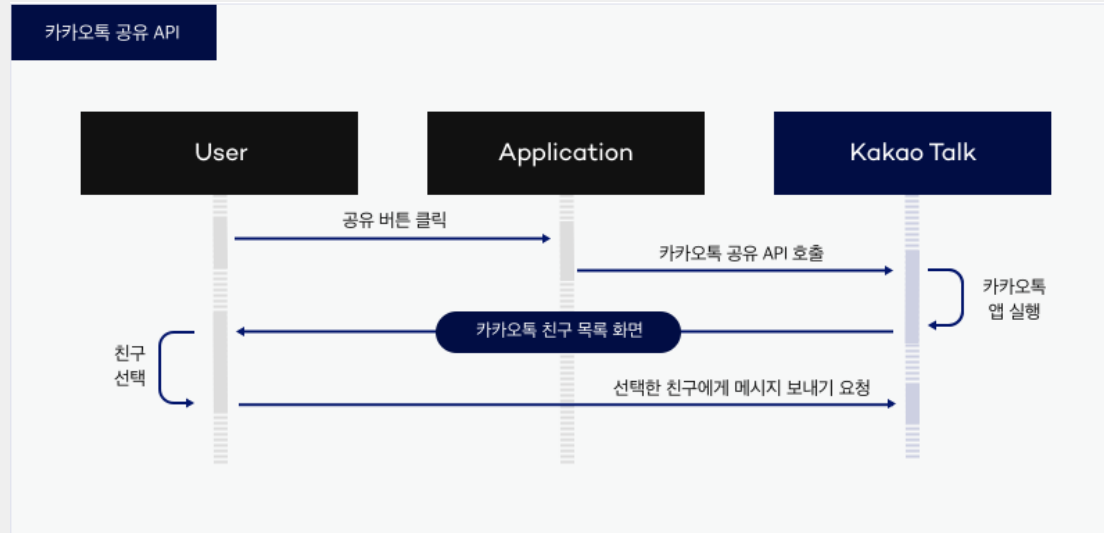 카카오톡 공유 API
User
Application
Kakao Talk
공유 버튼 클릭
카카오톡 공유 API 호출
카카오톡
앱 실행
카카오톡 친구 목록 화면
친구
선택
선택한 친구에게 메시지 보내기 요청